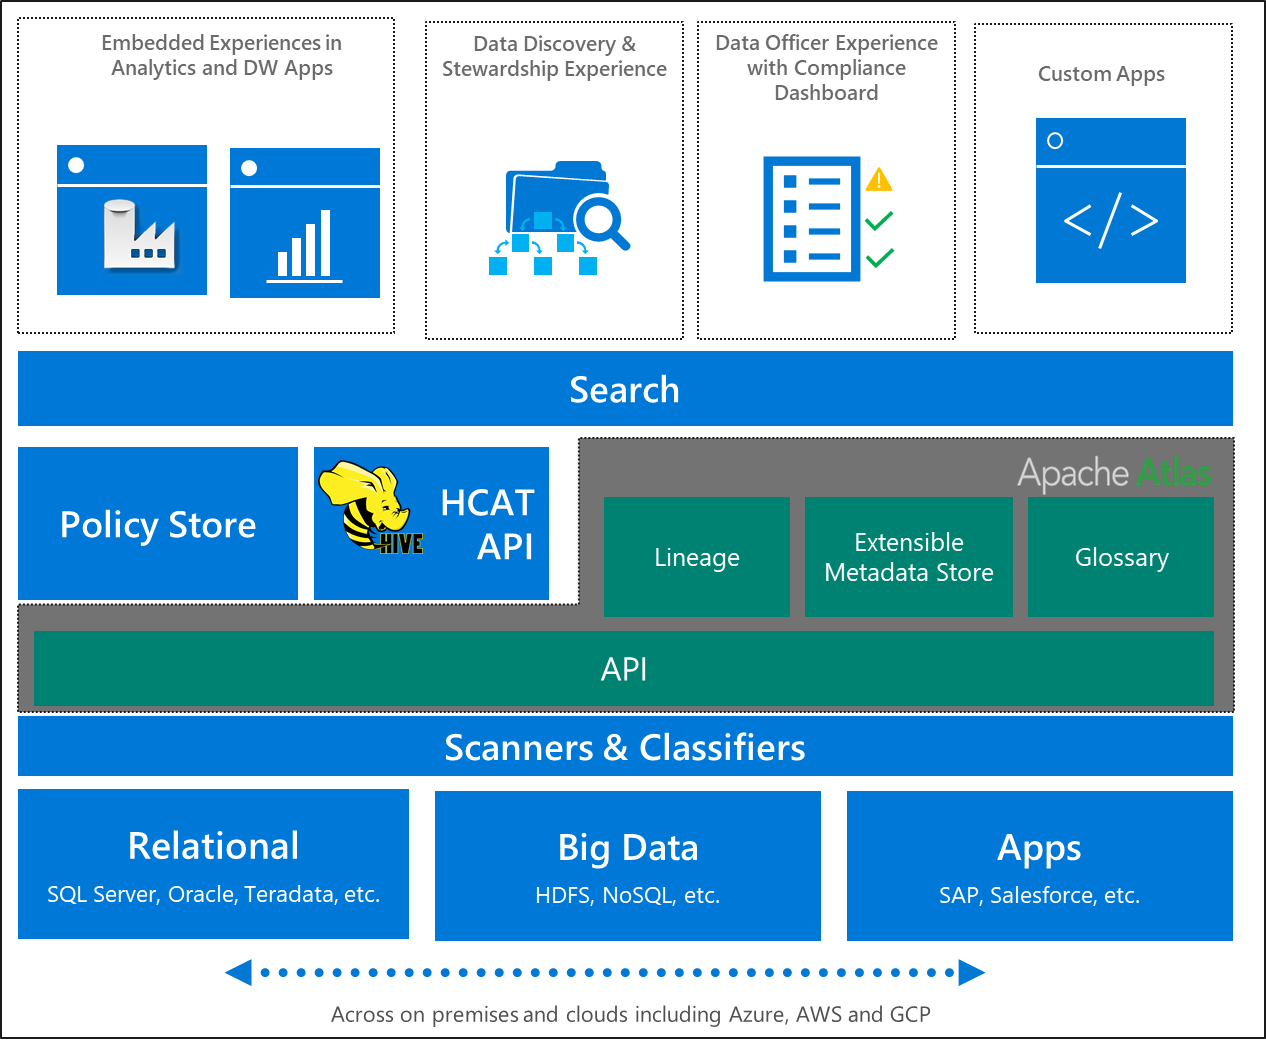 Embedded Experiences in
Analytics and DW Apps
Data Discovery &
Stewardship Experience
Data Officer Experience
with Compliance
Dashboard
Custom Apps
</>
Search
Policy Store
HIVE
HCAT
API
Apache Atlas
Lineage
Extensible
Metadata Store
Glossary
API
Scanners & Classifiers
Relational
SQL Server, Oracle, Teradata, etc.
Big Data
HDFS, NoSQL, etc.
Apps
SAP, Salesforce, etc.
Across on premises and clouds including Azure, AWS and GCP